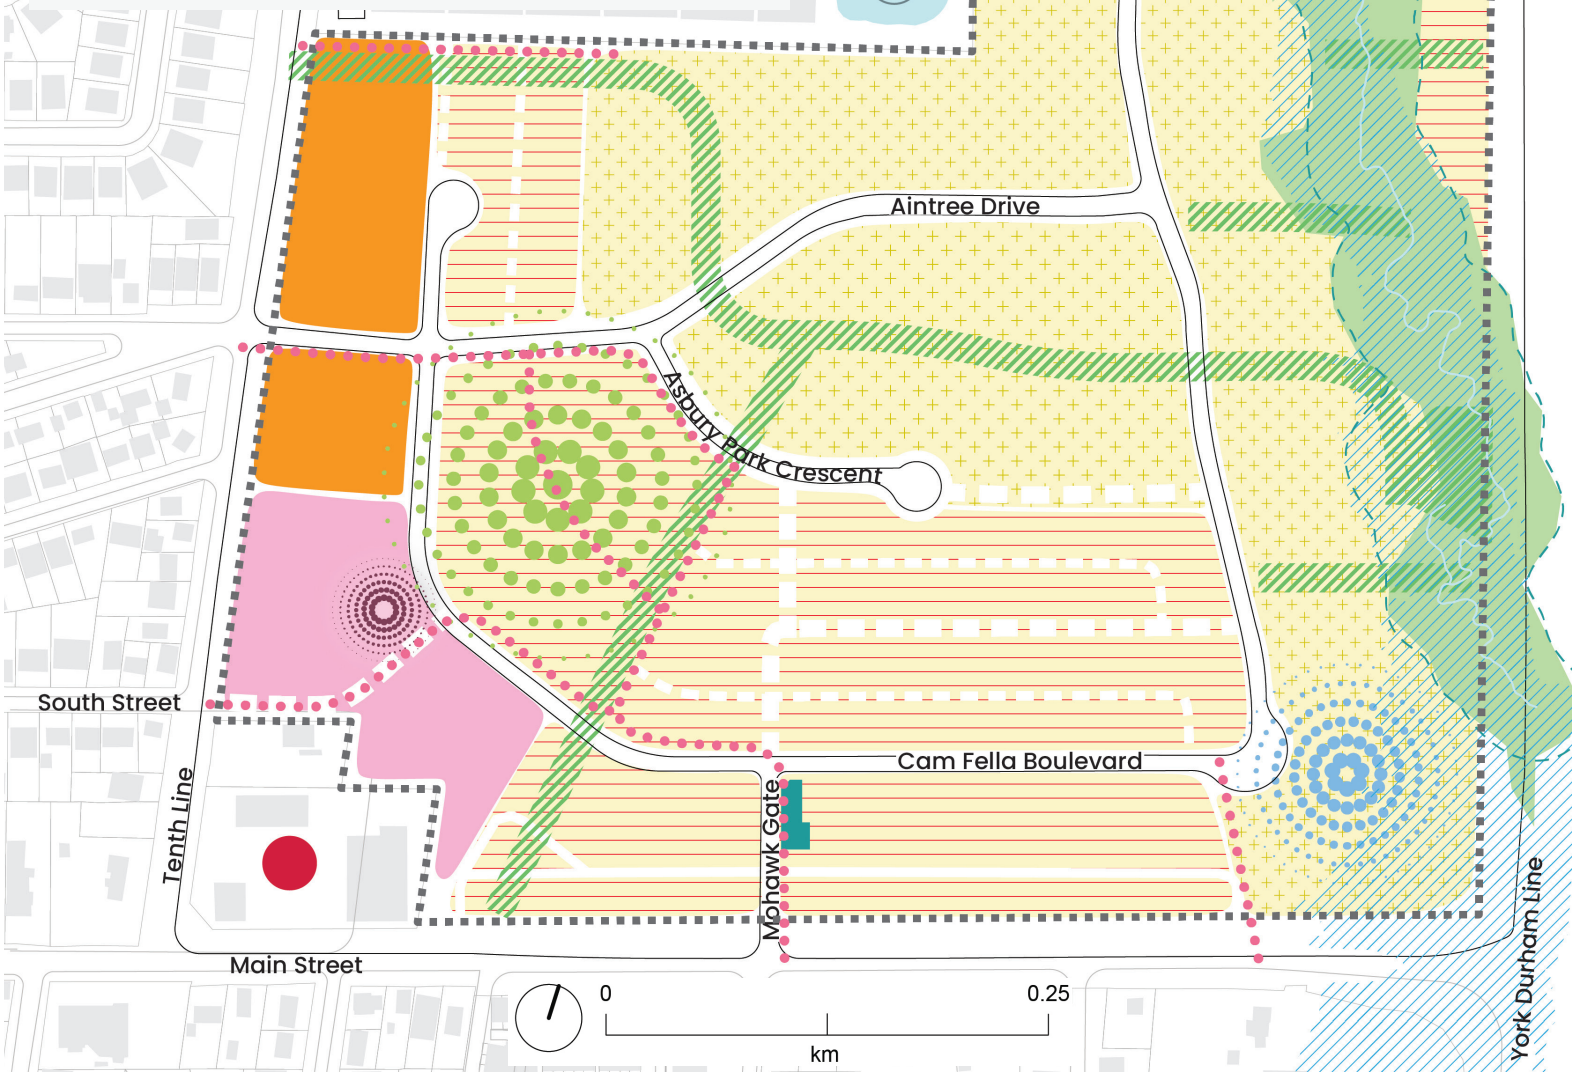 Aintree Drive
Asbury Park Crescent
South Street
Cam Fella Boulevard
Tenth Line
Mohawk Gate
York Durham Line
Main Street
0
0.25
km